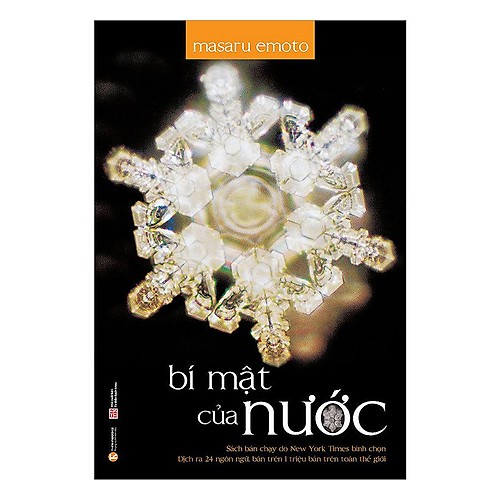 masaru emoto
bí mật
của nước
Sách bán chạy do New York Times bình chọn
Dịch ra 24 ngôn ngữ, bán trên 1 triệu bản trên toàn thế giới